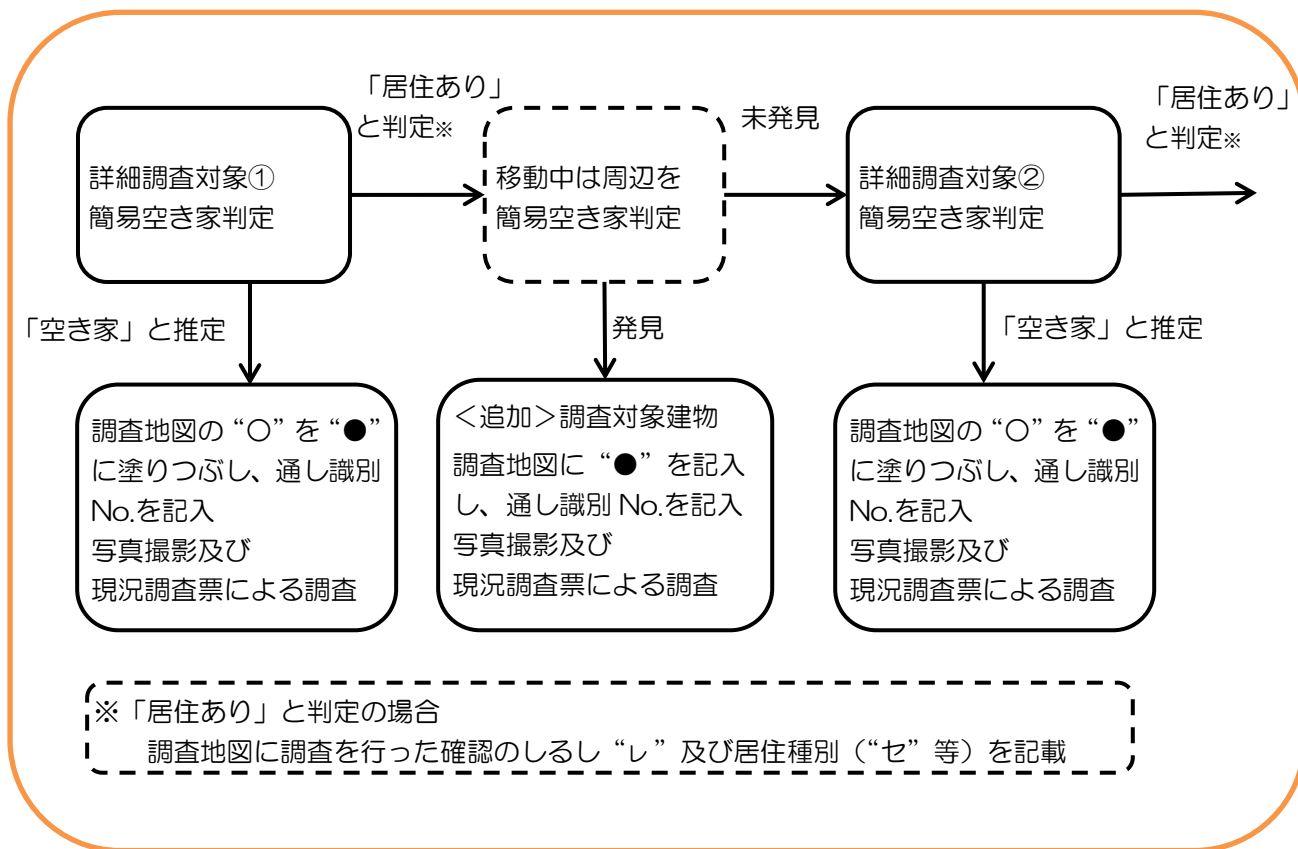 「居住あり」
と判定※
「居住あり」
と判定※
未発見
詳細調査対象①
簡易空き家判定
移動中は周辺を
簡易空き家判定
詳細調査対象②
簡易空き家判定
「空き家」と推定
発見
「空き家」と推定
調査地図の“〇”を“●”
に塗りつぶし、通し識別
No.を記入
写真撮影及び
現況調査票による調査
＜追加＞調査対象建物
調査地図に“●”を記入
し、通し識別 No.を記入
写真撮影及び
現況調査票による調査
調査地図の“〇”を“●”
に塗りつぶし、通し識別
No.を記入
写真撮影及び
現況調査票による調査
※「居住あり」と判定の場合
調査地図に調査を行った確認のしるし“レ”及び居住種別（“セ”等）を記載